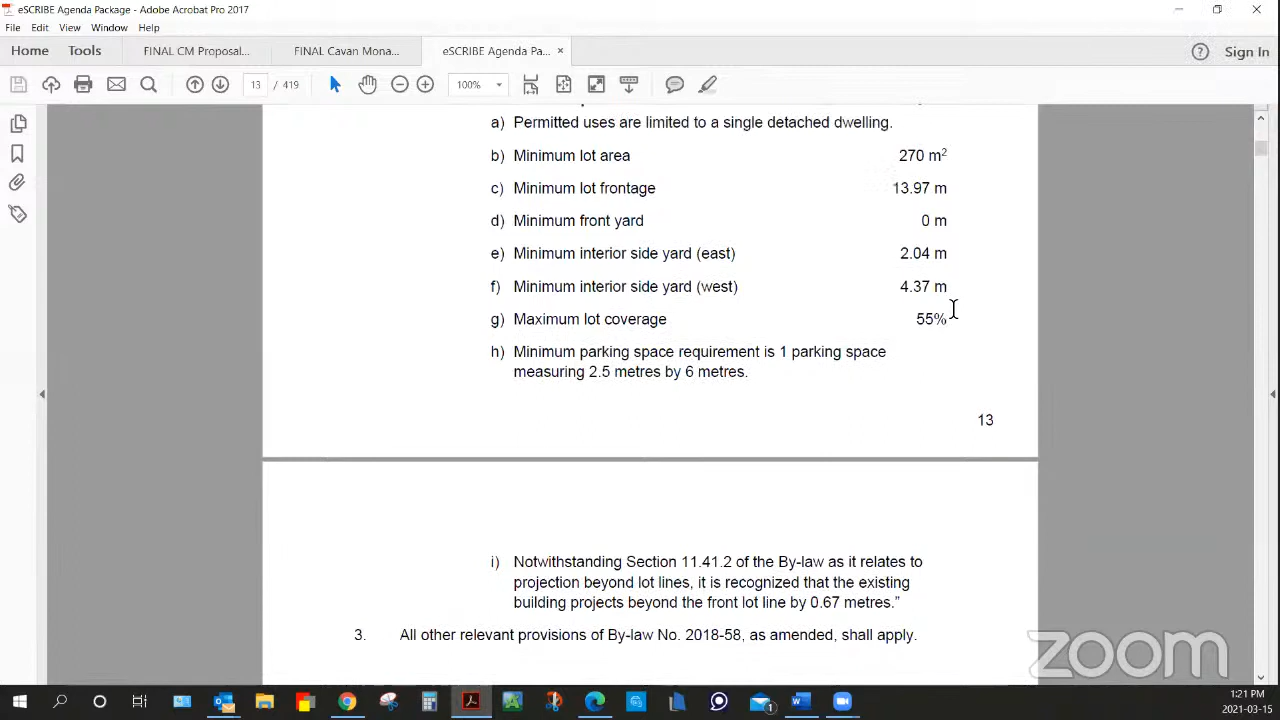 eSCRIBE Agenda Package - Adobe Acrobat Pro 2017
File Edit View Window Help
Home Tools FINAL CM Proposal... FINAL Cavan Mona... eSCRIBE Agenda Pa... × Sign In
13 / 419 100%
a) Permitted uses are limited to a single detached dwelling.
b) Minimum lot area 270 m²
c) Minimum lot frontage 13.97 m
d) Minimum front yard 0 m
e) Minimum interior side yard (east) 2.04 m
f) Minimum interior side yard (west) 4.37 m
g) Maximum lot coverage 55%
h) Minimum parking space requirement is 1 parking space
measuring 2.5 metres by 6 metres.
13
i) Notwithstanding Section 11.41.2 of the By-law as it relates to
projection beyond lot lines, it is recognized that the existing
building projects beyond the front lot line by 0.67 metres.”
3. All other relevant provisions of By-law No. 2018-58, as amended, shall apply.
zoom
1:21 PM
2021-03-15